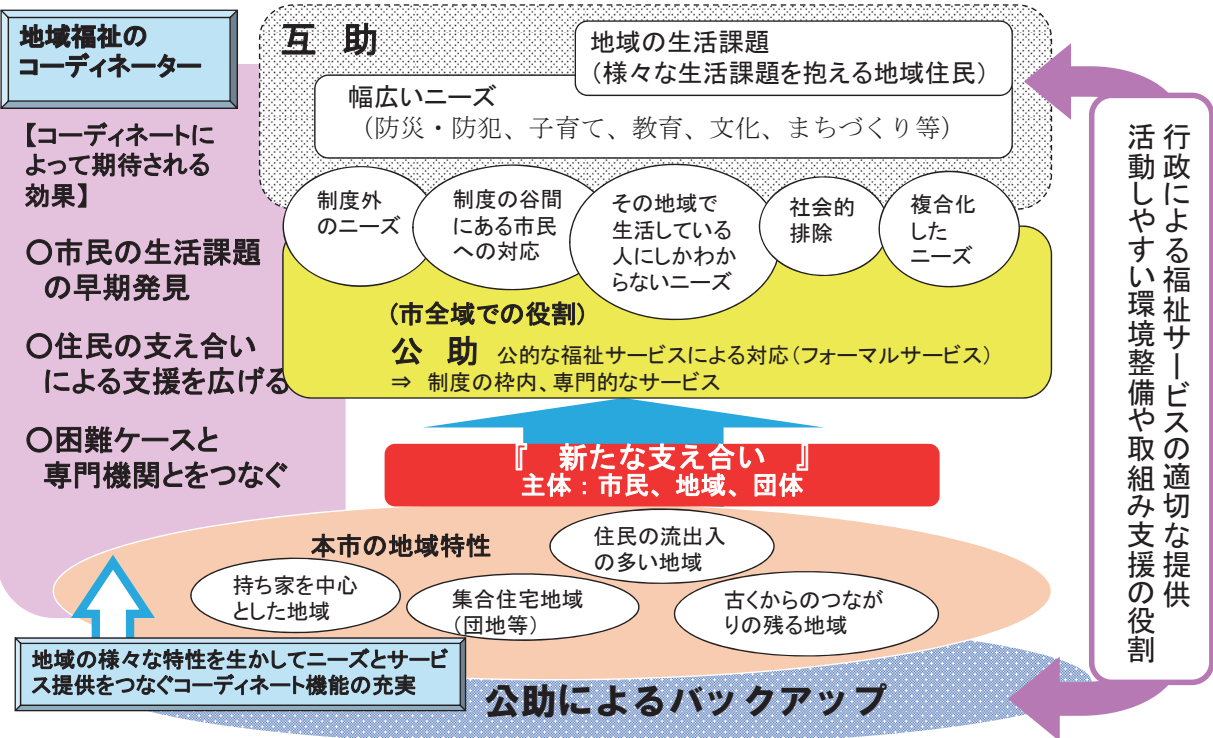 地域福祉の
コーディネーター
【コーディネートに
よって期待される
効果】
〇市民の生活課題
の早期発見
〇住民の支え合い
による支援を広げる
〇困難ケースと
専門機関とをつなぐ
互　助
地域の生活課題
(様々な生活課題を抱える地域住民)
幅広いニーズ
（防災・防犯、子育て、教育、文化、まちづくり等）
制度外
のニーズ
制度の谷間
にある市民
への対応
その地域で
生活している
人にしかわか
らないニーズ
社会的
排除
複合化
した
ニーズ
(市全域での役割)
公　助　公的な福祉サービスによる対応(フォーマルサービス)
⇒　制度の枠内、専門的なサービス
『　新たな支え合い　』
主体：市民、地域、団体
本市の地域特性
住民の流出入
の多い地域
持ち家を中心
とした地域
集合住宅地域
(団地等)
古くからのつなが
りの残る地域
地域の様々な特性を生かしてニーズとサービ
ス提供をつなぐコーディネート機能の充実
公助によるバックアップ
行政による福祉サービスの適切な提供
活動しやすい環境整備や取組み支援の役割